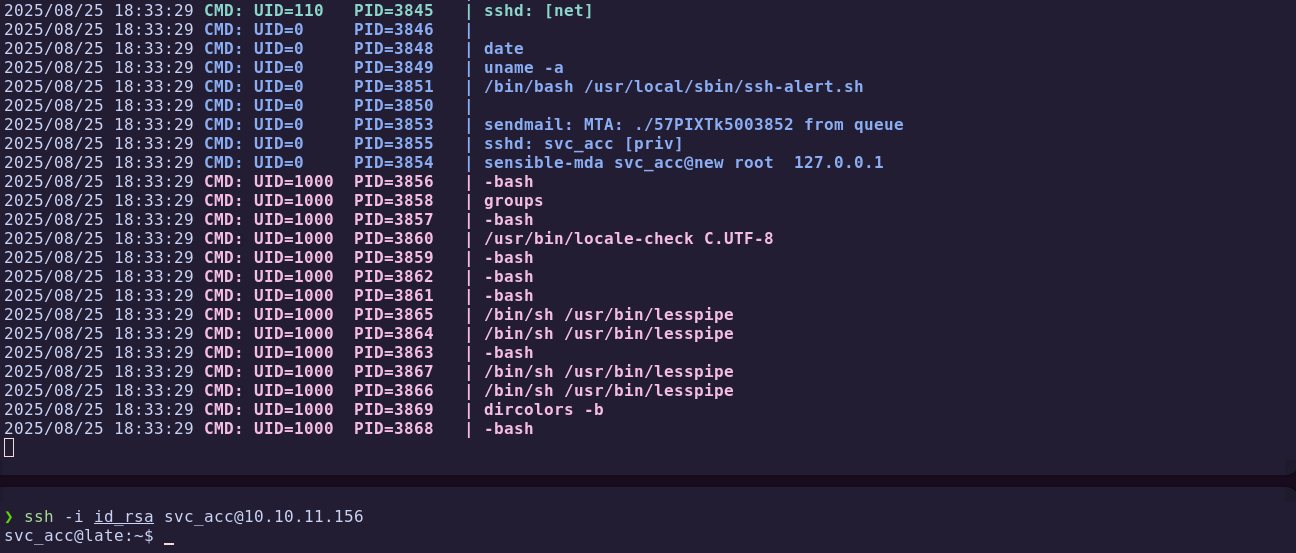 2025/08/25 18:33:29 CMD: UID=110   PID=3845   | sshd: [net]
2025/08/25 18:33:29 CMD: UID=0     PID=3846   |
2025/08/25 18:33:29 CMD: UID=0     PID=3848   | date
2025/08/25 18:33:29 CMD: UID=0     PID=3849   | uname -a
2025/08/25 18:33:29 CMD: UID=0     PID=3851   | /bin/bash /usr/local/sbin/ssh-alert.sh
2025/08/25 18:33:29 CMD: UID=0     PID=3850   |
2025/08/25 18:33:29 CMD: UID=0     PID=3853   | sendmail: MTA: ./57PIXTk5003852 from queue
2025/08/25 18:33:29 CMD: UID=0     PID=3855   | sshd: svc_acc [priv]
2025/08/25 18:33:29 CMD: UID=0     PID=3854   | sensible-mda svc_acc@new root  127.0.0.1
2025/08/25 18:33:29 CMD: UID=1000  PID=3856   | -bash
2025/08/25 18:33:29 CMD: UID=1000  PID=3858   | groups
2025/08/25 18:33:29 CMD: UID=1000  PID=3857   | -bash
2025/08/25 18:33:29 CMD: UID=1000  PID=3860   | /usr/bin/locale-check C.UTF-8
2025/08/25 18:33:29 CMD: UID=1000  PID=3859   | -bash
2025/08/25 18:33:29 CMD: UID=1000  PID=3862   | -bash
2025/08/25 18:33:29 CMD: UID=1000  PID=3861   | -bash
2025/08/25 18:33:29 CMD: UID=1000  PID=3865   | /bin/sh /usr/bin/lesspipe
2025/08/25 18:33:29 CMD: UID=1000  PID=3864   | /bin/sh /usr/bin/lesspipe
2025/08/25 18:33:29 CMD: UID=1000  PID=3863   | -bash
2025/08/25 18:33:29 CMD: UID=1000  PID=3867   | /bin/sh /usr/bin/lesspipe
2025/08/25 18:33:29 CMD: UID=1000  PID=3866   | /bin/sh /usr/bin/lesspipe
2025/08/25 18:33:29 CMD: UID=1000  PID=3869   | dircolors -b
2025/08/25 18:33:29 CMD: UID=1000  PID=3868   | -bash
❯ ssh -i id_rsa svc_acc@10.10.11.156
svc_acc@late:~$ _